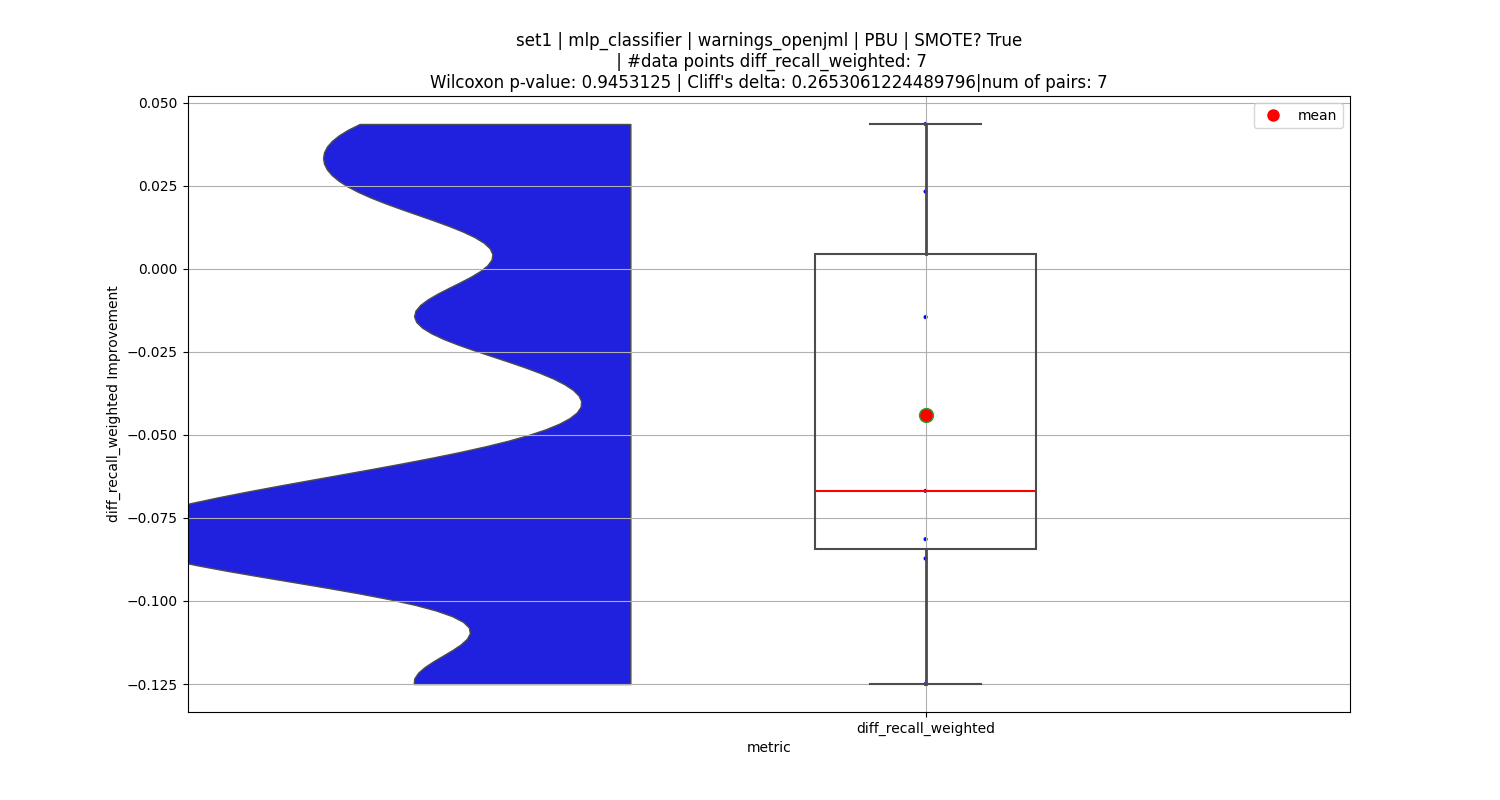 set1 | mlp_classifier | warnings_openjml | PBU | SMOTE? True
| #data points diff_recall_weighted: 7
Wilcoxon p-value: 0.9453125 | Cliff's delta: 0.2653061224489796|num of pairs: 7
mean
0.050
0.025
0.000
−0.025
−0.050
−0.075
−0.100
−0.125
diff_recall_weighted Improvement
diff_recall_weighted
metric